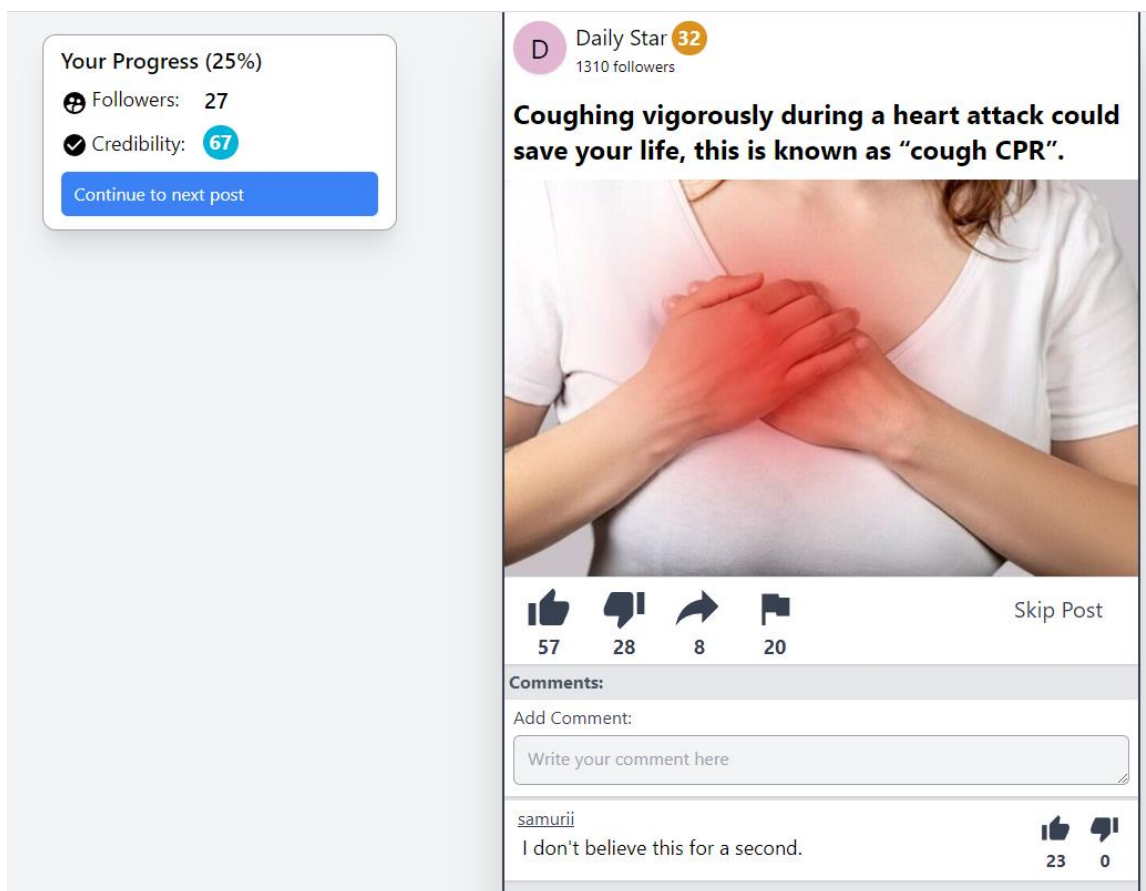 Your Progress (25%)
Followers: 27
Credibility: 67
Continue to next post
D
Daily Star 32
1310 followers
Coughing vigorously during a heart attack could
save your life, this is known as “cough CPR”.
57 28 8 20
Skip Post
Comments:
Add Comment:
Write your comment here
samurii
I don't believe this for a second.
23 0